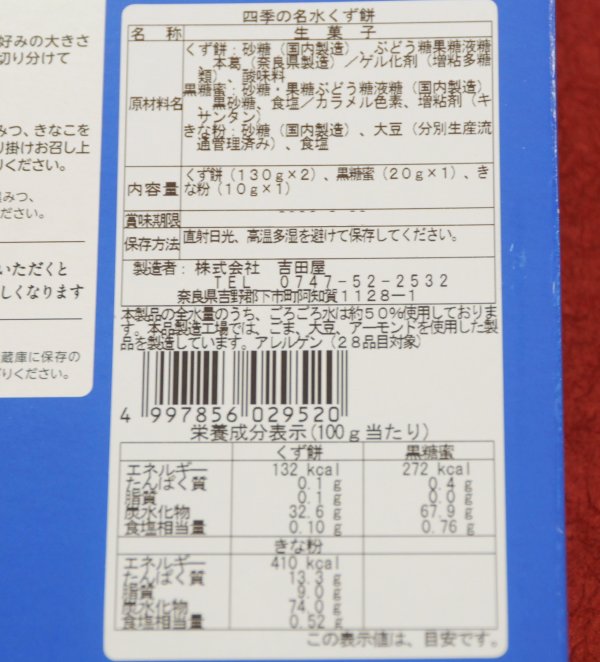 好みの大きさ
切り分けて
みつ、きなこを
り掛けお召し上
りください。
黒みつ、
ださい。
いただくと
しくなります
蔵庫に保存の
りください。
四季の名水くず餅
名 称 生 菓 子
原材料名
くず餅:砂糖(国内製造)、ぶどう糖果糖液糖
、本葛(奈良県製造)/ゲル化剤(増粘多糖
類)、酸味料
黒糖蜜:砂糖・果糖ぶどう糖液糖(国内製造)
、黒砂糖、食塩/カラメル色素、増粘剤(キ
サンタン)
きな粉:砂糖(国内製造)、大豆(分別生産流
通管理済み)、食塩
内容量
くず餅(130g×2)、黒糖蜜(20g×1)、き
な粉(10g×1)
賞味期限
保存方法 直射日光、高温多湿を避けて保存してください。
製造者:株式会社 吉田屋
TEL 0747-52-2532
奈良県吉野郡下市町阿知賀1128-1
本製品の全水量のうち、ごろごろ水は約50%使用しておりま
す。本品製造工場では、ごま、大豆、アーモンドを使用した製
品を製造しています。アレルゲン(28品目対象)
4 997856 029520
栄養成分表示(100g当たり)
くず餅 黒糖蜜
エネルギー 132 kcal 272 kcal
たんぱく質 0.1 g 0.4 g
脂質 0.1 g 0.0 g
炭水化物 32.6 g 67.9 g
食塩相当量 0.10 g 0.76 g
きな粉
エネルギー 410 kcal
たんぱく質 13.3 g
脂質 9.0 g
炭水化物 74.0 g
食塩相当量 0.52 g
この表示値は、目安です。